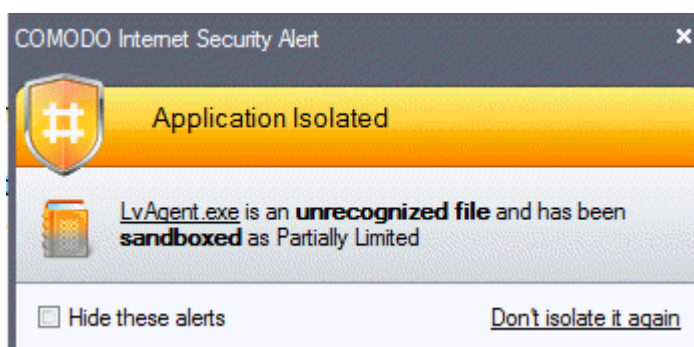 COMODO Internet Security Alert
Application Isolated
LvAgent.exe is an unrecognized file and has been
sandboxed as Partially Limited
Hide these alerts
Don't isolate it again